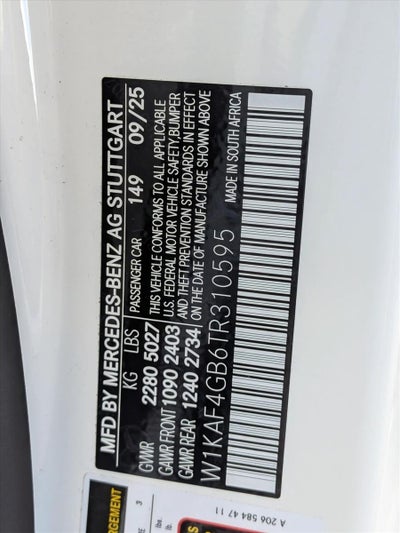 MFD BY MERCEDES-BENZ AG STUTTGART
KG LBS PASSENGER CAR 149 09/25
GVWR 2280 5027
GAWR FRONT 1090 2403
GAWR REAR 1240 2734
THIS VEHICLE CONFORMS TO ALL APPLICABLE
U.S. FEDERAL MOTOR VEHICLE SAFETY,BUMPER
AND THEFT PREVENTION STANDARDS IN EFFECT
ON THE DATE OF MANUFACTURE SHOWN ABOVE
W1KAF4GB6TR310595
MADE IN SOUTH AFRICA
A 206 584 47 11
3
lbs.